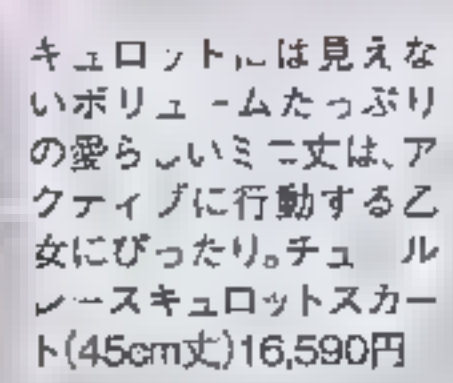 キュロットには見えな
いボリュームたっぷり
の愛らしいミニ丈は、ア
クティブに行動する乙
女にぴったり。チュール
レースキュロットスカー
ト(45cm丈)16,590円